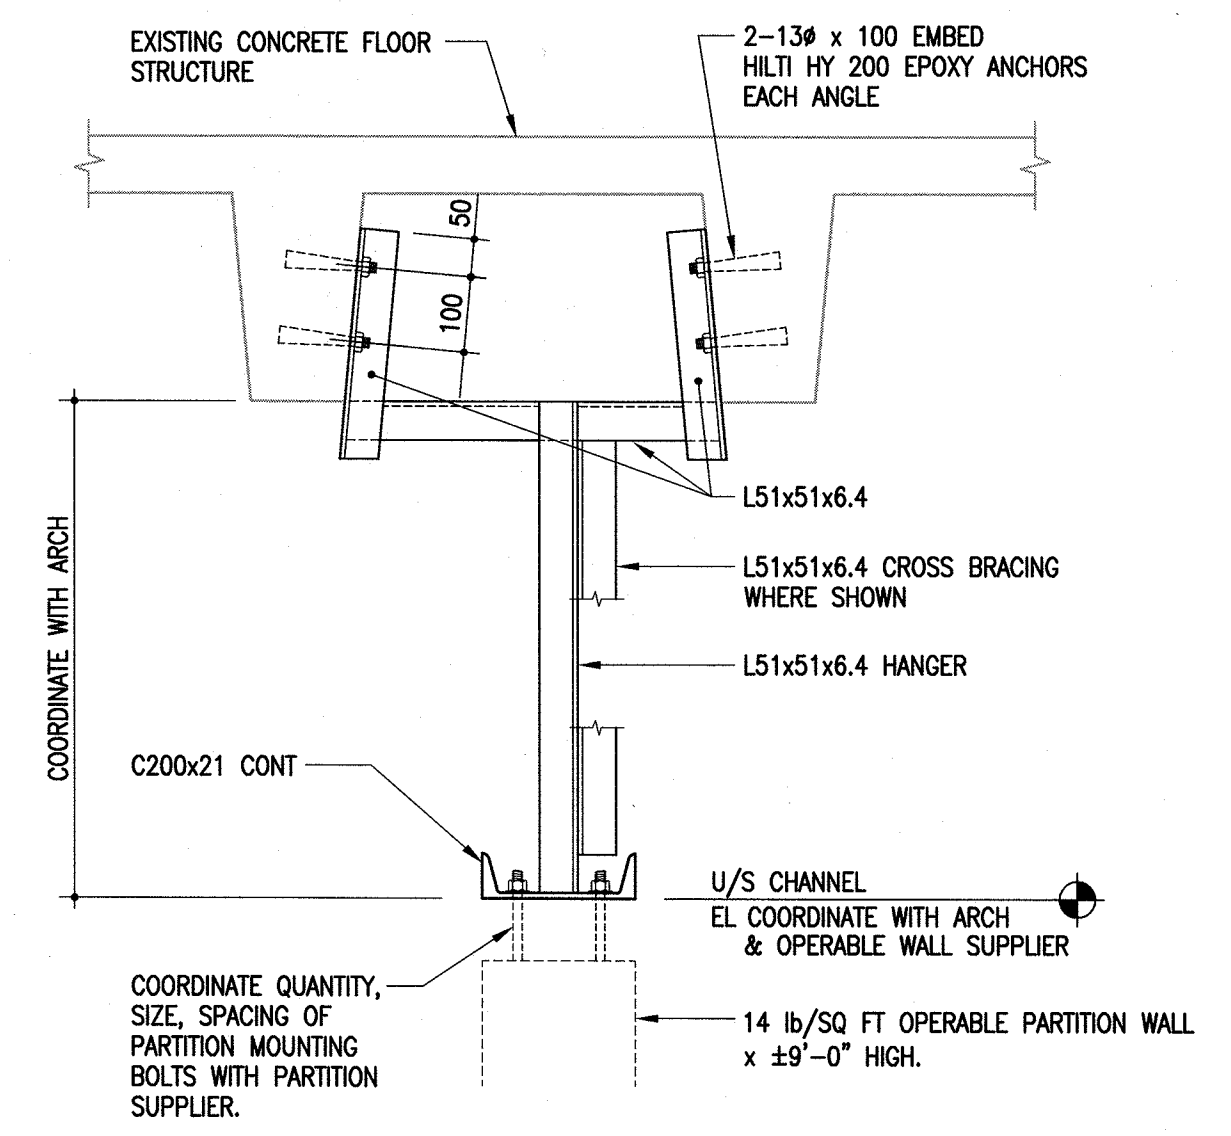 EXISTING CONCRETE FLOOR
STRUCTURE
2-13ø x 100 EMBED
HILTI HY 200 EPOXY ANCHORS
EACH ANGLE
50
100
L51x51x6.4
L51x51x6.4 CROSS BRACING
WHERE SHOWN
L51x51x6.4 HANGER
COORDINATE WITH ARCH
C200x21 CONT
U/S CHANNEL
EL COORDINATE WITH ARCH
& OPERABLE WALL SUPPLIER
COORDINATE QUANTITY,
SIZE, SPACING OF
PARTITION MOUNTING
BOLTS WITH PARTITION
SUPPLIER.
14 lb/SQ FT OPERABLE PARTITION WALL
x ±9'-0" HIGH.